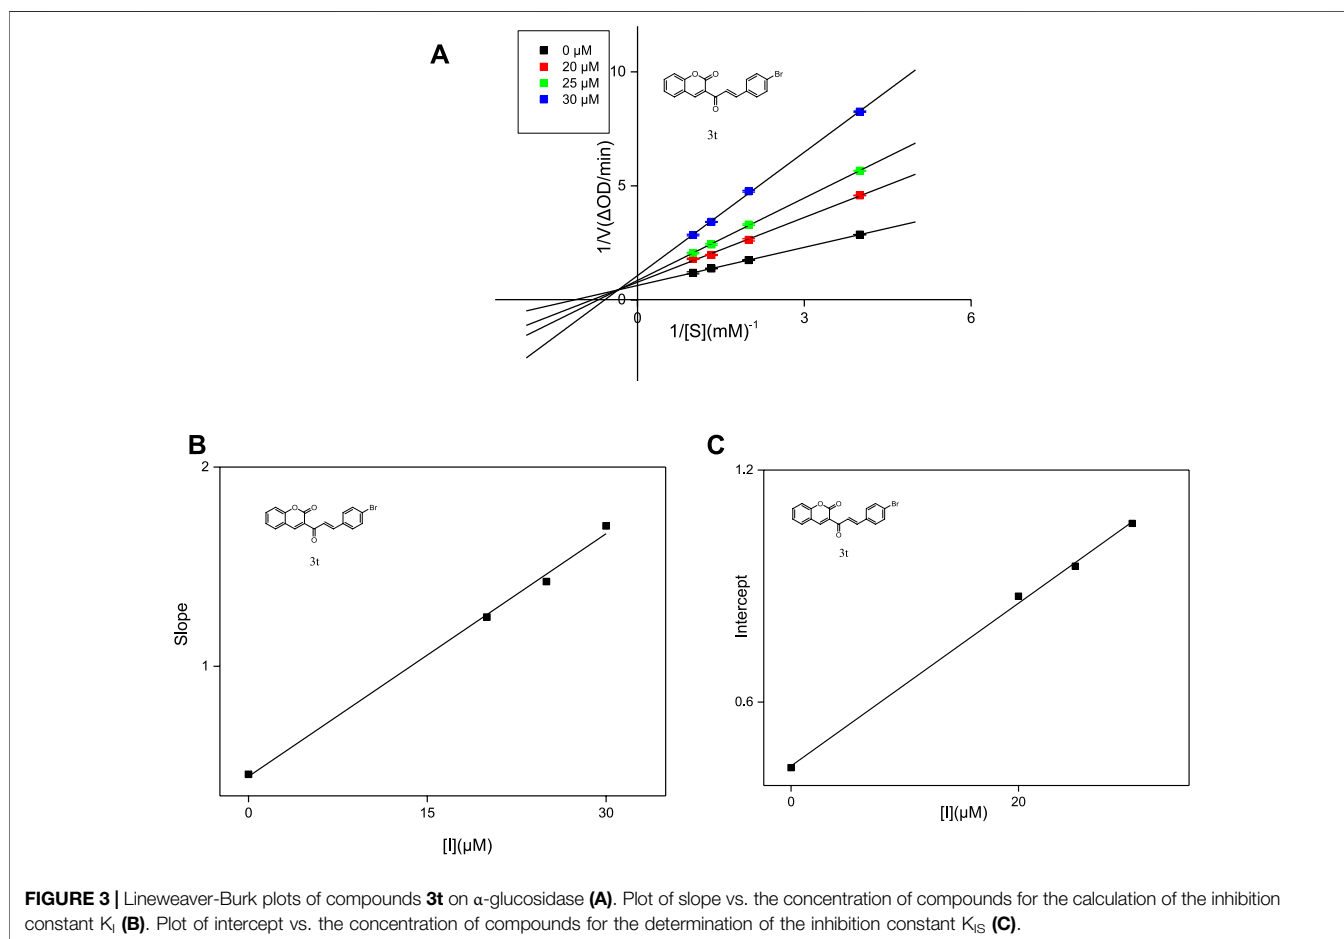 A
0 µM
20 µM
25 µM
30 µM
10
5
0
1/V(ΔOD/min)
O
O
O
Br
3t
0
3
6
1/[S](mM)-1
B
2
1
Slope
O
O
O
Br
3t
0
15
30
[I](µM)
C
1.2
0.6
Intercept
O
O
O
Br
3t
0
20
[I](µM)
FIGURE 3 | Lineweaver-Burk plots of compounds 3t on α-glucosidase (A). Plot of slope vs. the concentration of compounds for the calculation of the inhibition
constant KI (B). Plot of intercept vs. the concentration of compounds for the determination of the inhibition constant KIS (C).